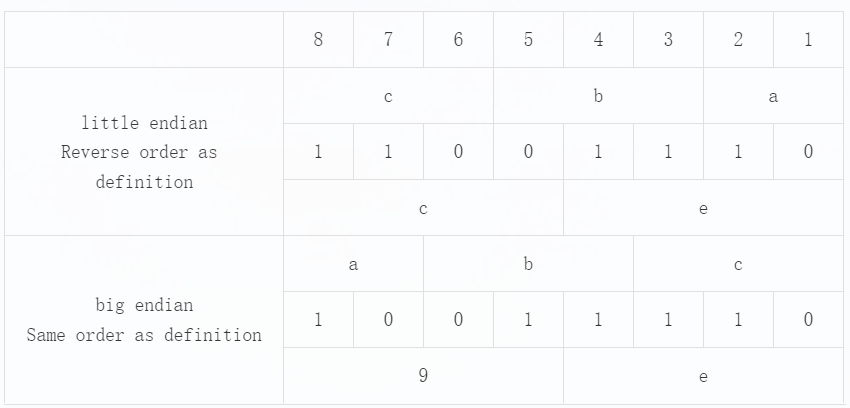 8 7 6 5 4 3 2 1
c b a
little endian
Reverse order as
definition
1 1 0 0 1 1 1 0
c e
a b c
big endian
Same order as definition
1 0 0 1 1 1 1 0
9 e